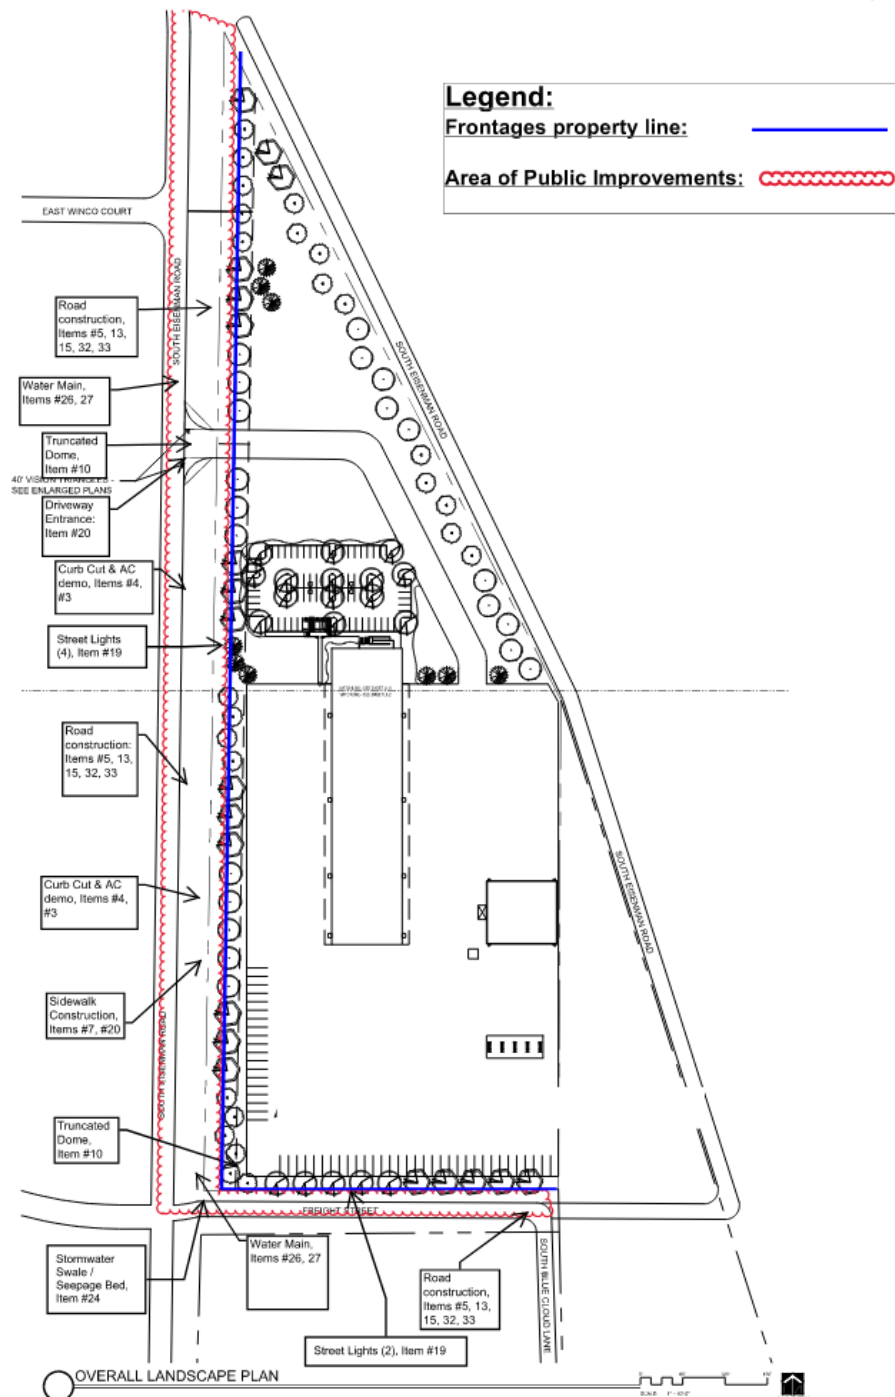 Legend:
Frontages property line:
Area of Public Improvements:
EAST WINCO COURT
SOUTH EISENMAN ROAD
Road
construction,
Items #5, 13,
15, 32, 33
SOUTH EISENMAN ROAD
Water Main,
Items #26, 27
Truncated
Dome,
Item #10
40' VISION TRIANGLES -
SEE ENLARGED PLANS
Driveway
Entrance:
Item #20
Curb Cut & AC
demo, Items #4,
#3
Street Lights
(4), Item #19
Road
construction:
Items #5, 13,
15, 32, 33
Curb Cut & AC
demo, Items #4,
#3
SOUTH EISENMAN ROAD
Sidewalk
Construction,
Items #7, #20
SOUTH EISENMAN ROAD
Truncated
Dome,
Item #10
FREIGHT STREET
Stormwater
Swale /
Seepage Bed,
Item #24
Water Main,
Items #26, 27
Road
construction,
Items #5, 13,
15, 32, 33
SOUTH BLUE CLOUD LANE
Street Lights (2), Item #19
OVERALL LANDSCAPE PLAN